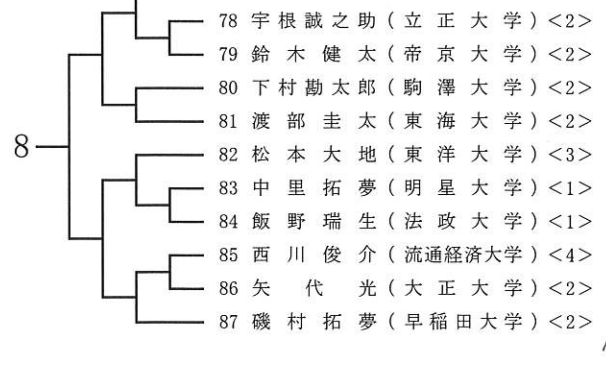 78 宇根誠之助(立正大学)<2>
79 鈴木健太(帝京大学)<2>
80 下村勘太郎(駒澤大学)<2>
81 渡部圭太(東海大学)<2>
8
82 松本大地(東洋大学)<3>
83 中里拓夢(明星大学)<1>
84 飯野瑞生(法政大学)<1>
85 西川俊介(流通経済大学)<4>
86 矢代光(大正大学)<2>
87 磯村拓夢(早稲田大学)<2>